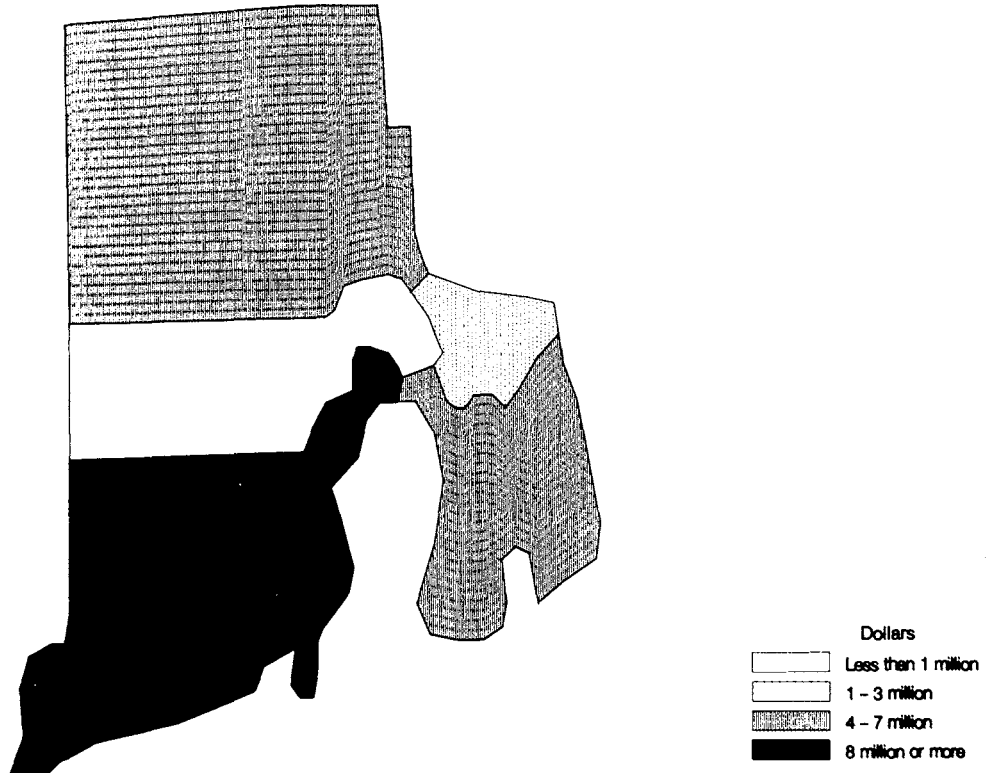 Dollars
Less than 1 million
1 – 3 million
4 – 7 million
8 million or more